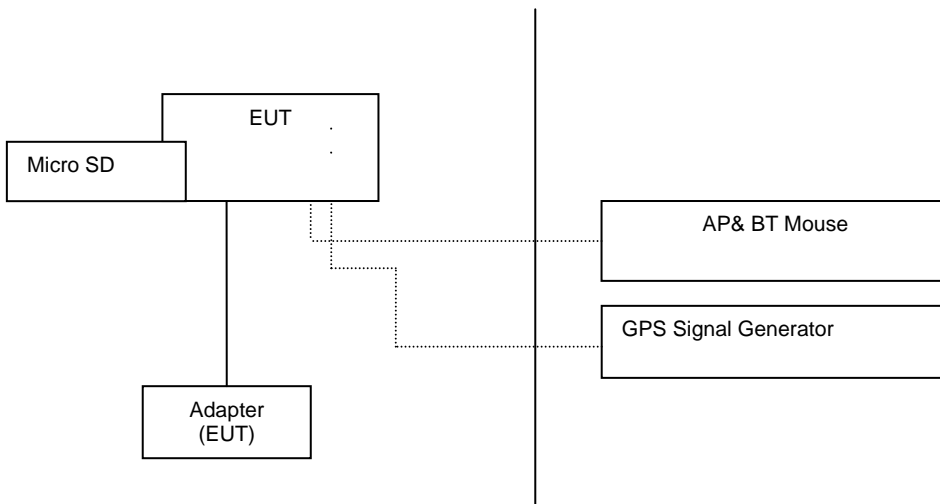 EUT
Micro SD
AP& BT Mouse
GPS Signal Generator
Adapter
(EUT)